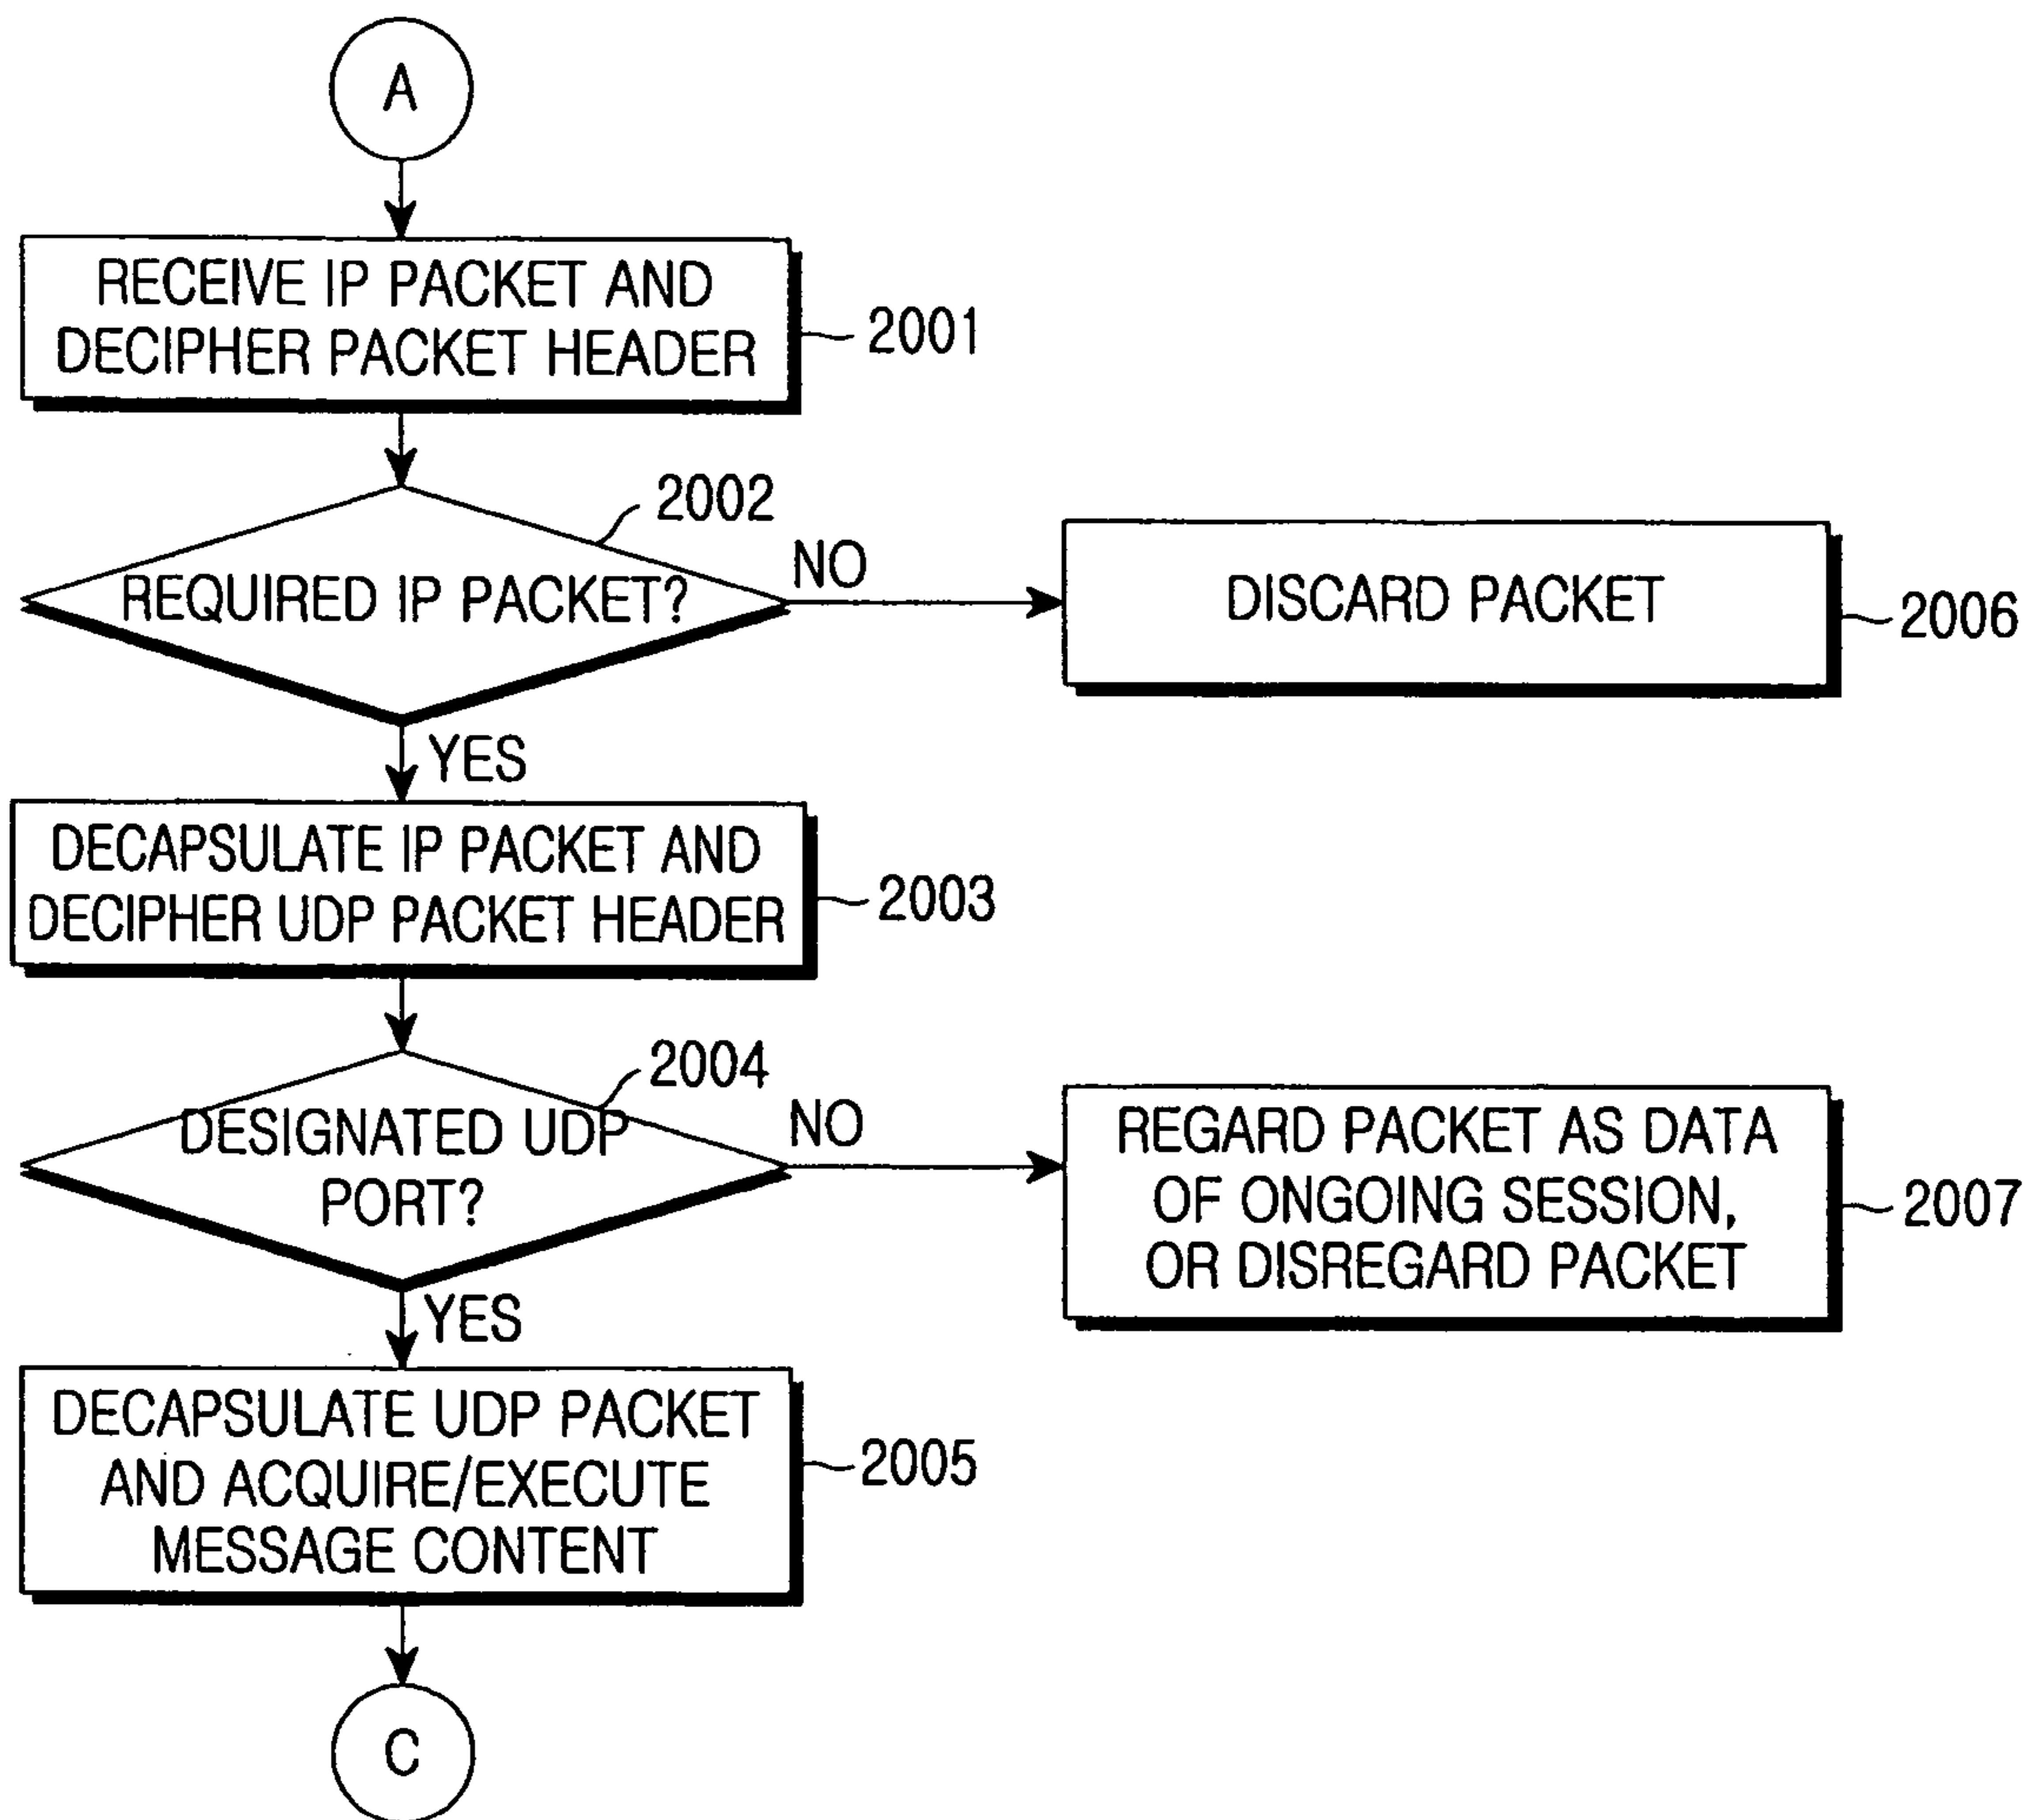 A
RECEIVE IP PACKET AND
DECIPHER PACKET HEADER
2001
2002
REQUIRED IP PACKET?
NO
DISCARD PACKET
2006
YES
DECAPSULATE IP PACKET AND
DECIPHER UDP PACKET HEADER
2003
2004
DESIGNATED UDP
PORT?
NO
REGARD PACKET AS DATA
OF ONGOING SESSION,
OR DISREGARD PACKET
2007
YES
DECAPSULATE UDP PACKET
AND ACQUIRE/EXECUTE
MESSAGE CONTENT
2005
C